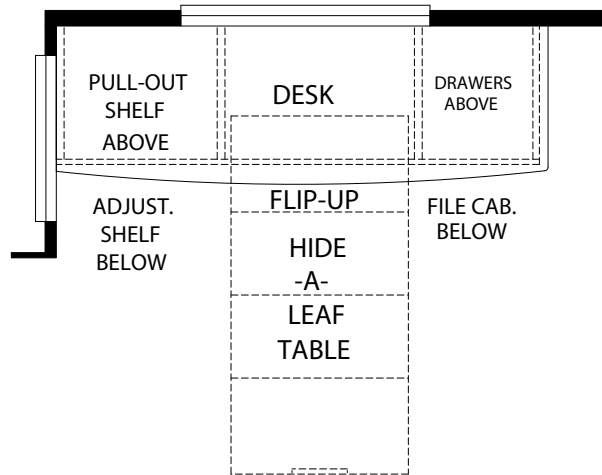 PULL-OUT
SHELF
ABOVE
DESK
DRAWERS
ABOVE
ADJUST.
SHELF
BELOW
FLIP-UP
HIDE
-A-
LEAF
TABLE
FILE CAB.
BELOW